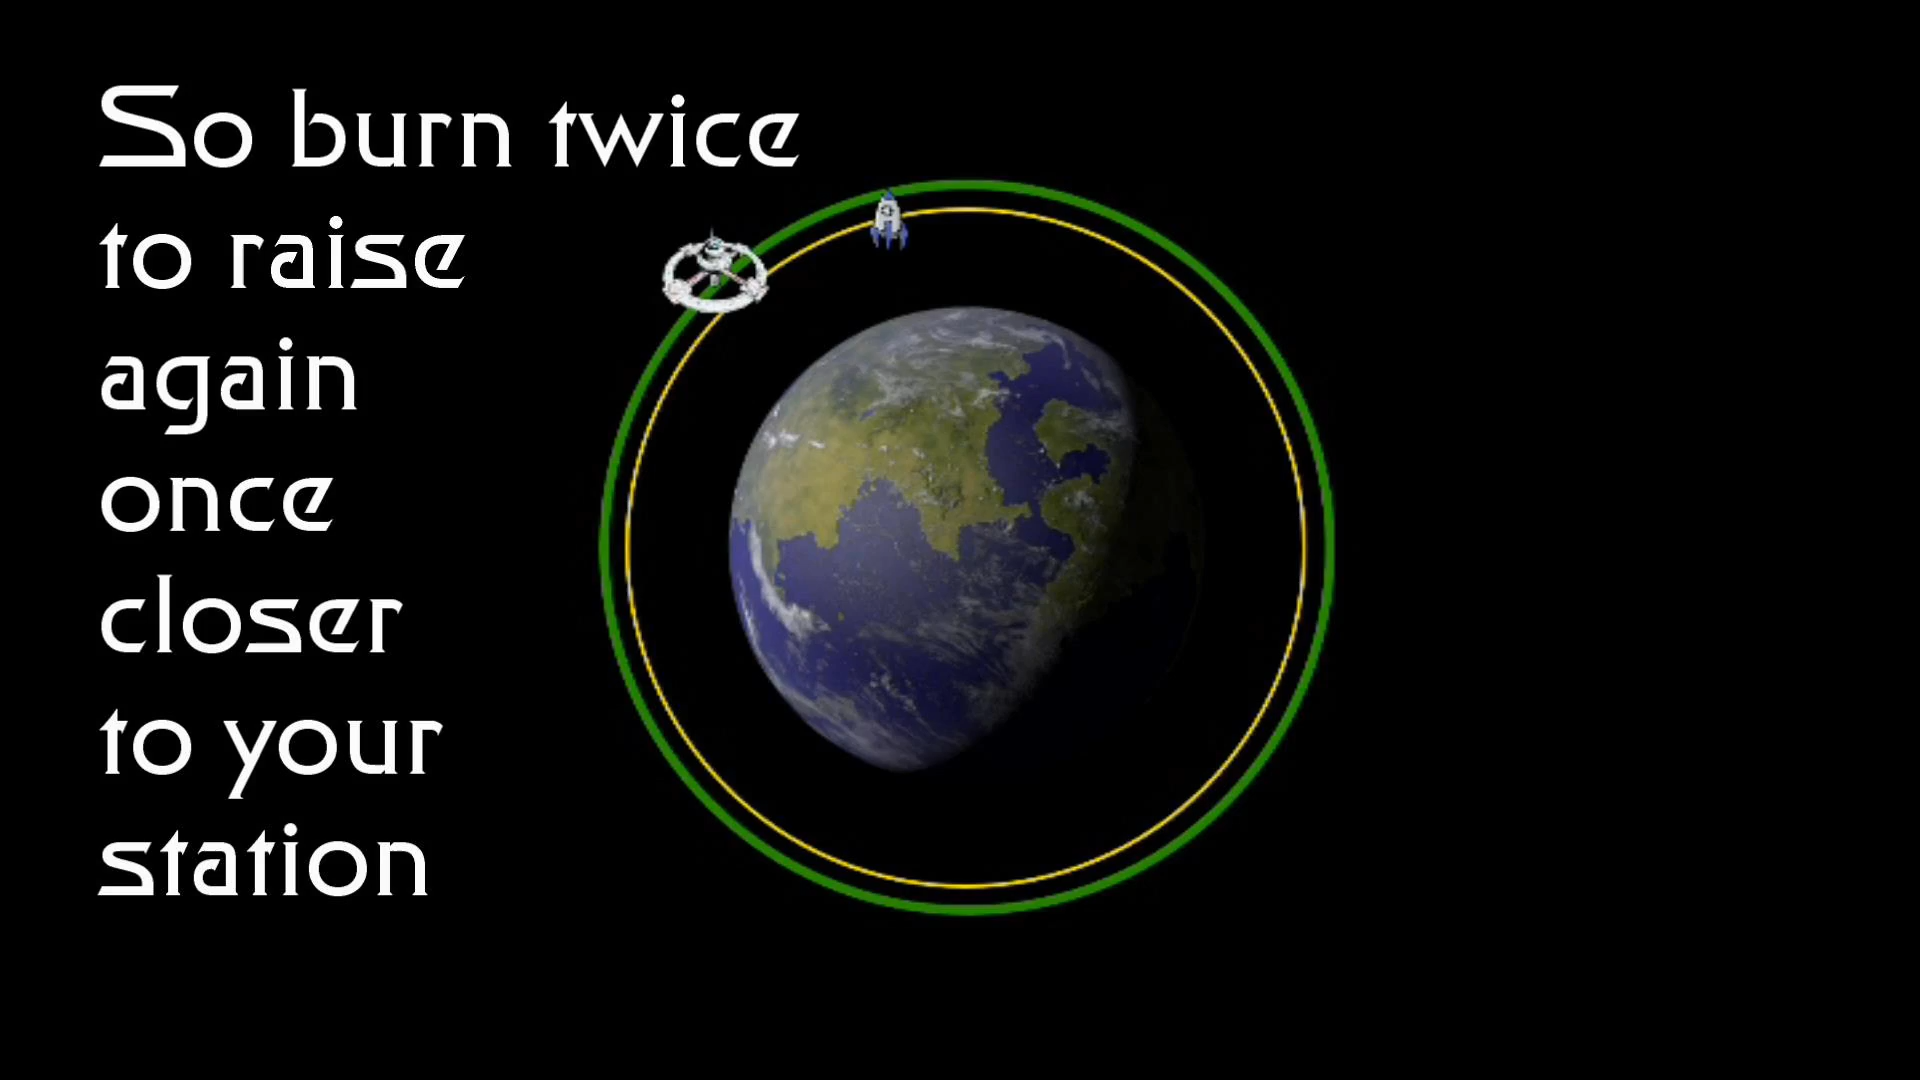 So burn twice
to raise
again
once
closer
to your
station